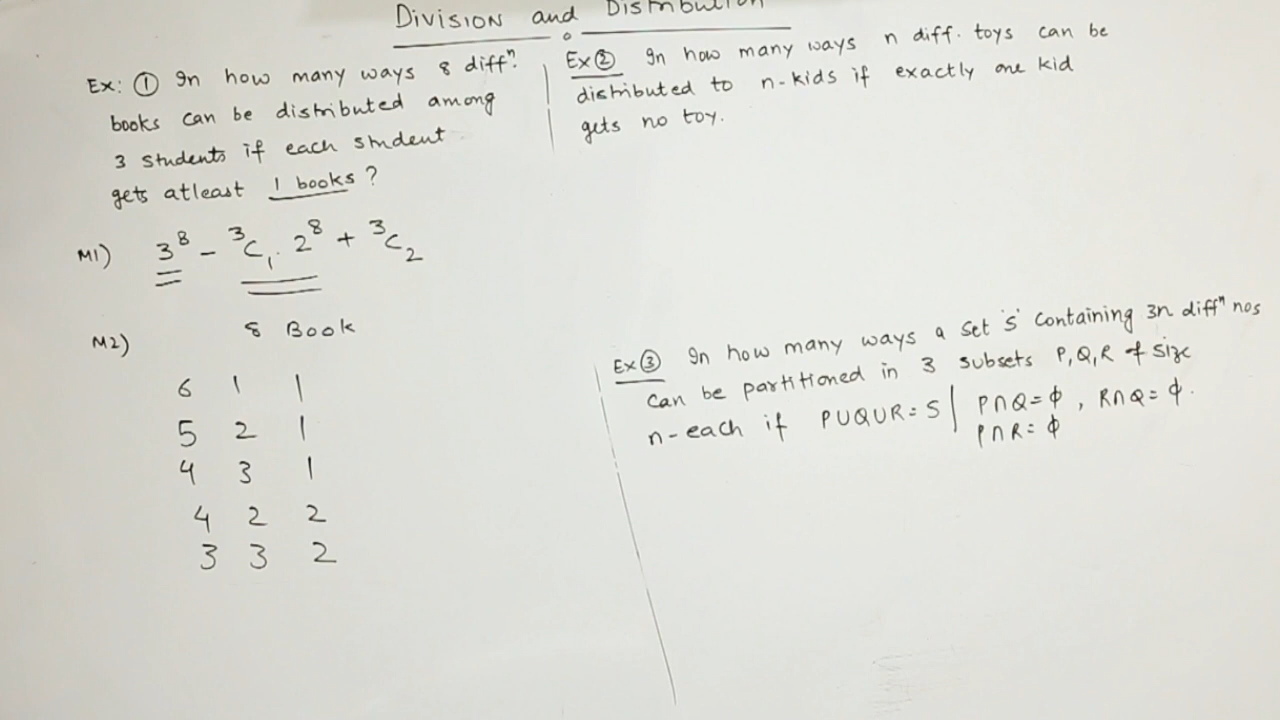 Division and Distribution
Ex: ① In how many ways 8 diffⁿ.
books can be distributed among
3 students if each student
gets atleast 1 books?
M1) 3⁸ - ³C₁. 2⁸ + ³C₂
M2) 8 Book
6 1 1
5 2 1
4 3 1
4 2 2
3 3 2
Ex② In how many ways n diff. toys can be
distributed to n-kids if exactly one kid
gets no toy.
Ex③ In how many ways a set 'S' containing 3n diffⁿ nos
can be partitioned in 3 subsets P,Q,R of size
n-each if PUQUR=S | P∩Q=ϕ, R∩Q=ϕ.
P∩R=ϕ